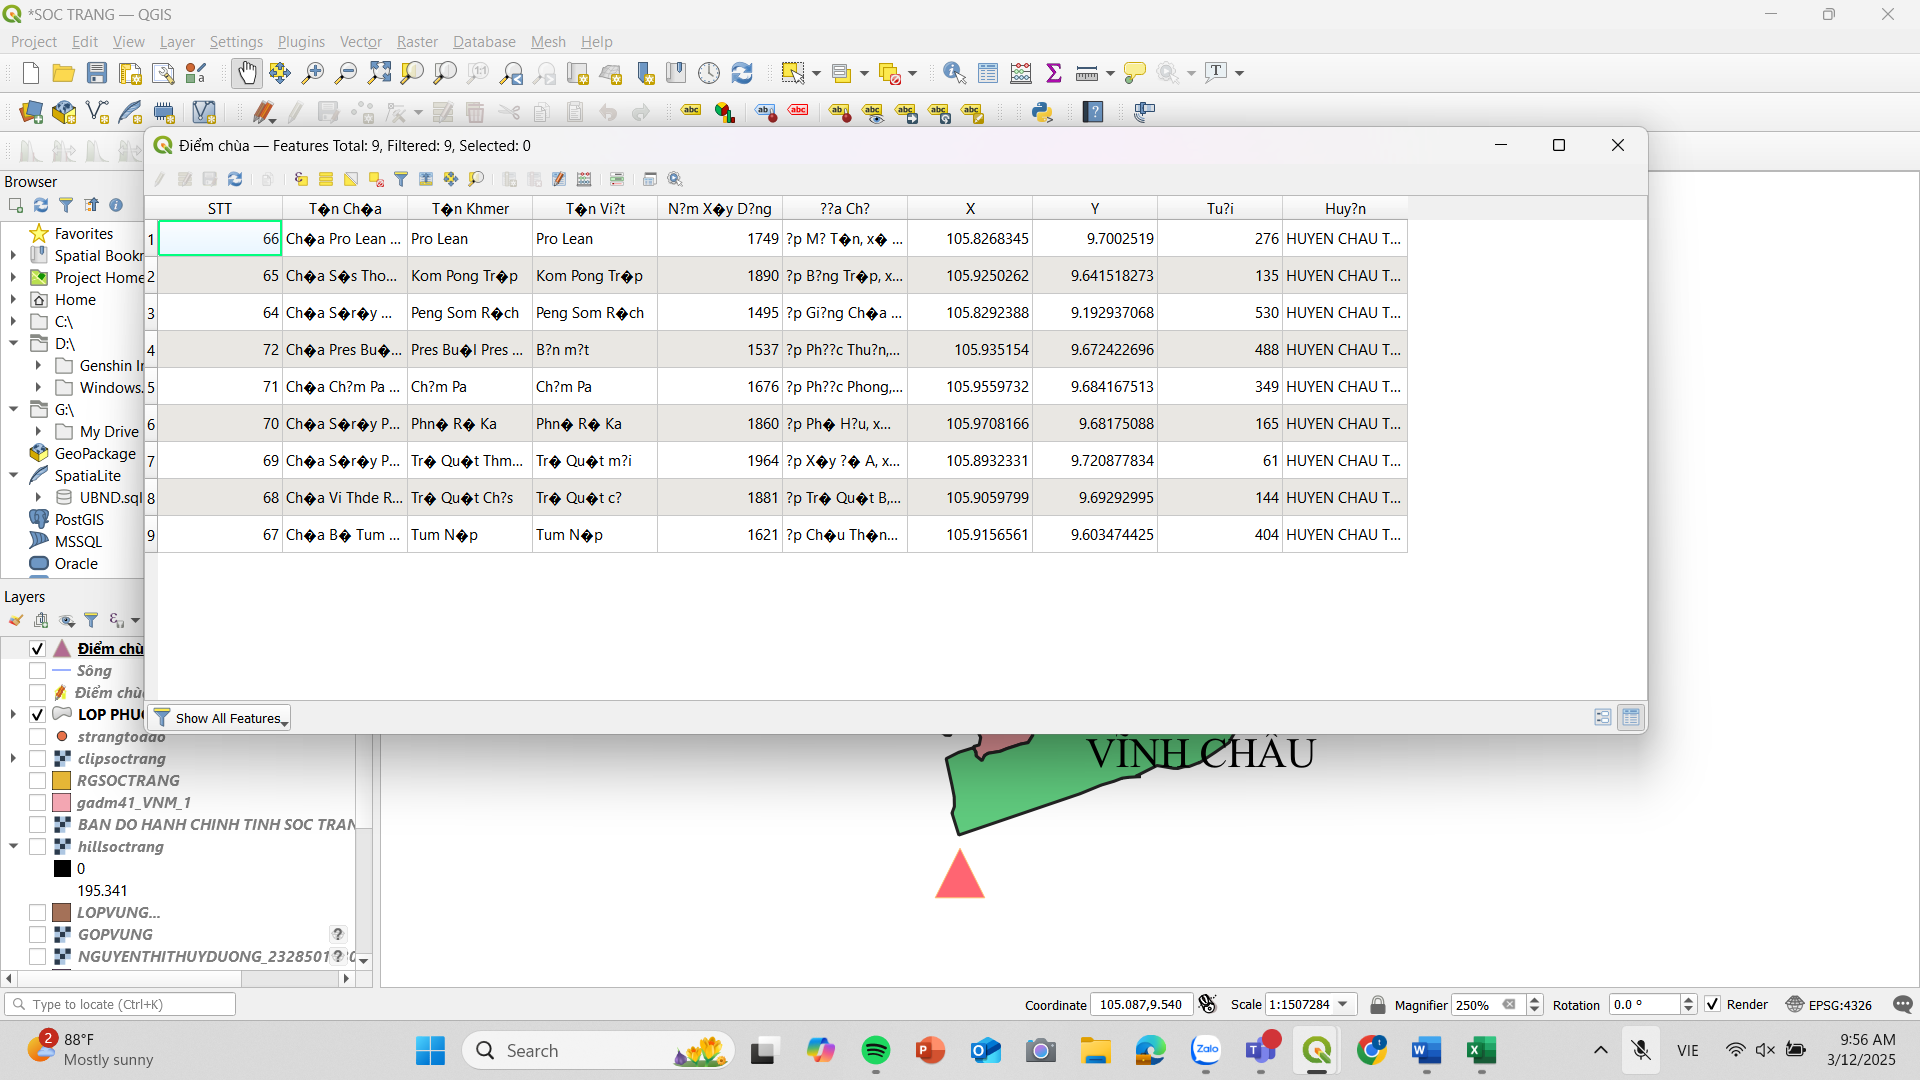 *SOC TRANG — QGIS
Project Edit View Layer Settings Plugins Vector Raster Database Mesh Help
Điểm chùa — Features Total: 9, Filtered: 9, Selected: 0
STT T�n Ch�a T�n Khmer T�n Vi?t N?m X�y D?ng ??a Ch? X Y Tu?i Huy?n
1 66 Ch�a Pro Lean ... Pro Lean Pro Lean 1749 ?p M? T�n, x� ... 105.8268345 9.7002519 276 HUYEN CHAU T...
2 65 Ch�a S�s Tho... Kom Pong Tr�p Kom Pong Tr�p 1890 ?p B?ng Tr�p, x... 105.9250262 9.641518273 135 HUYEN CHAU T...
3 64 Ch�a S�r�y ... Peng Som R�ch Peng Som R�ch 1495 ?p Gi?ng Ch�a ... 105.8292388 9.192937068 530 HUYEN CHAU T...
4 72 Ch�a Pres Bu�... Pres Bu�l Pres ... B?n m?t 1537 ?p Ph??c Thu?n,... 105.935154 9.672422696 488 HUYEN CHAU T...
5 71 Ch�a Ch?m Pa ... Ch?m Pa Ch?m Pa 1676 ?p Ph??c Phong,... 105.9559732 9.684167513 349 HUYEN CHAU T...
6 70 Ch�a S�r�y P... Phn� R� Ka Phn� R� Ka 1860 ?p Ph� H?u, x... 105.9708166 9.68175088 165 HUYEN CHAU T...
7 69 Ch�a S�r�y P... Tr� Qu�t Thm... Tr� Qu�t m?i 1964 ?p X�y ?� A, x... 105.8932331 9.720877834 61 HUYEN CHAU T...
8 68 Ch�a Vi Thde R... Tr� Qu�t Ch?s Tr� Qu�t c? 1881 ?p Tr� Qu�t B,... 105.9059799 9.69292995 144 HUYEN CHAU T...
9 67 Ch�a B� Tum ... Tum N�p Tum N�p 1621 ?p Ch�u Th�n... 105.9156561 9.603474425 404 HUYEN CHAU T...
Show All Features
Browser
Favorites
Spatial Bookr
Project Home
Home
C:\
D:\
Genshin Ir
Windows.
G:\
My Drive
GeoPackage
SpatiaLite
UBND.sql
PostGIS
MSSQL
Oracle
Layers
Điểm chù
Sông
Điểm chù
LOP PHU
strangtoado
clipsoctrang
RGSOCTRANG
gadm41_VNM_1
BAN DO HANH CHINH TINH SOC TRAN
hillsoctrang
0
195.341
LOPVUNG...
GOPVUNG ?
VĨNH CHÂU
Type to locate (Ctrl+K)
Coordinate 105.087,9.540 Scale 1:1507284 Magnifier 250% Rotation 0.0 ° Render EPSG:4326
2 88°F
Mostly sunny
Search
Zalo
VIE
9:56 AM
3/12/2025